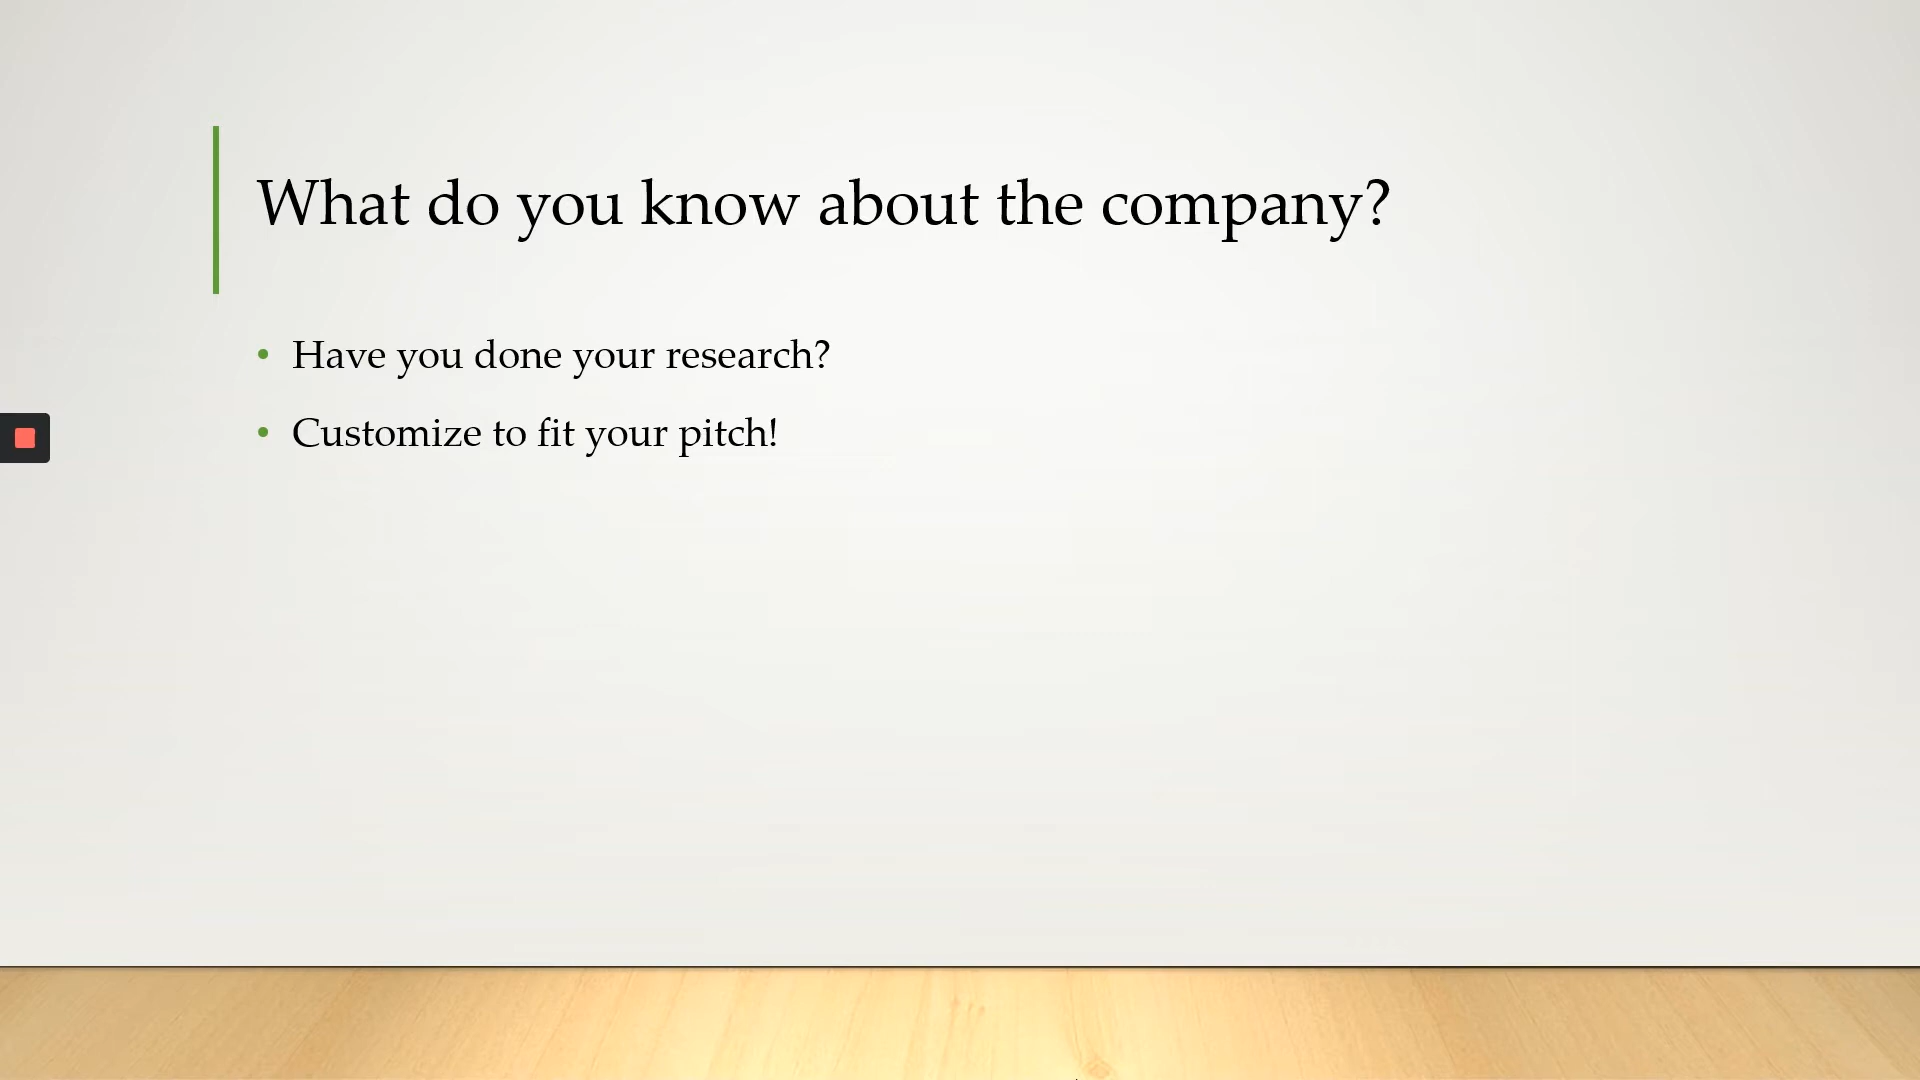 What do you know about the company?
• Have you done your research?
• Customize to fit your pitch!